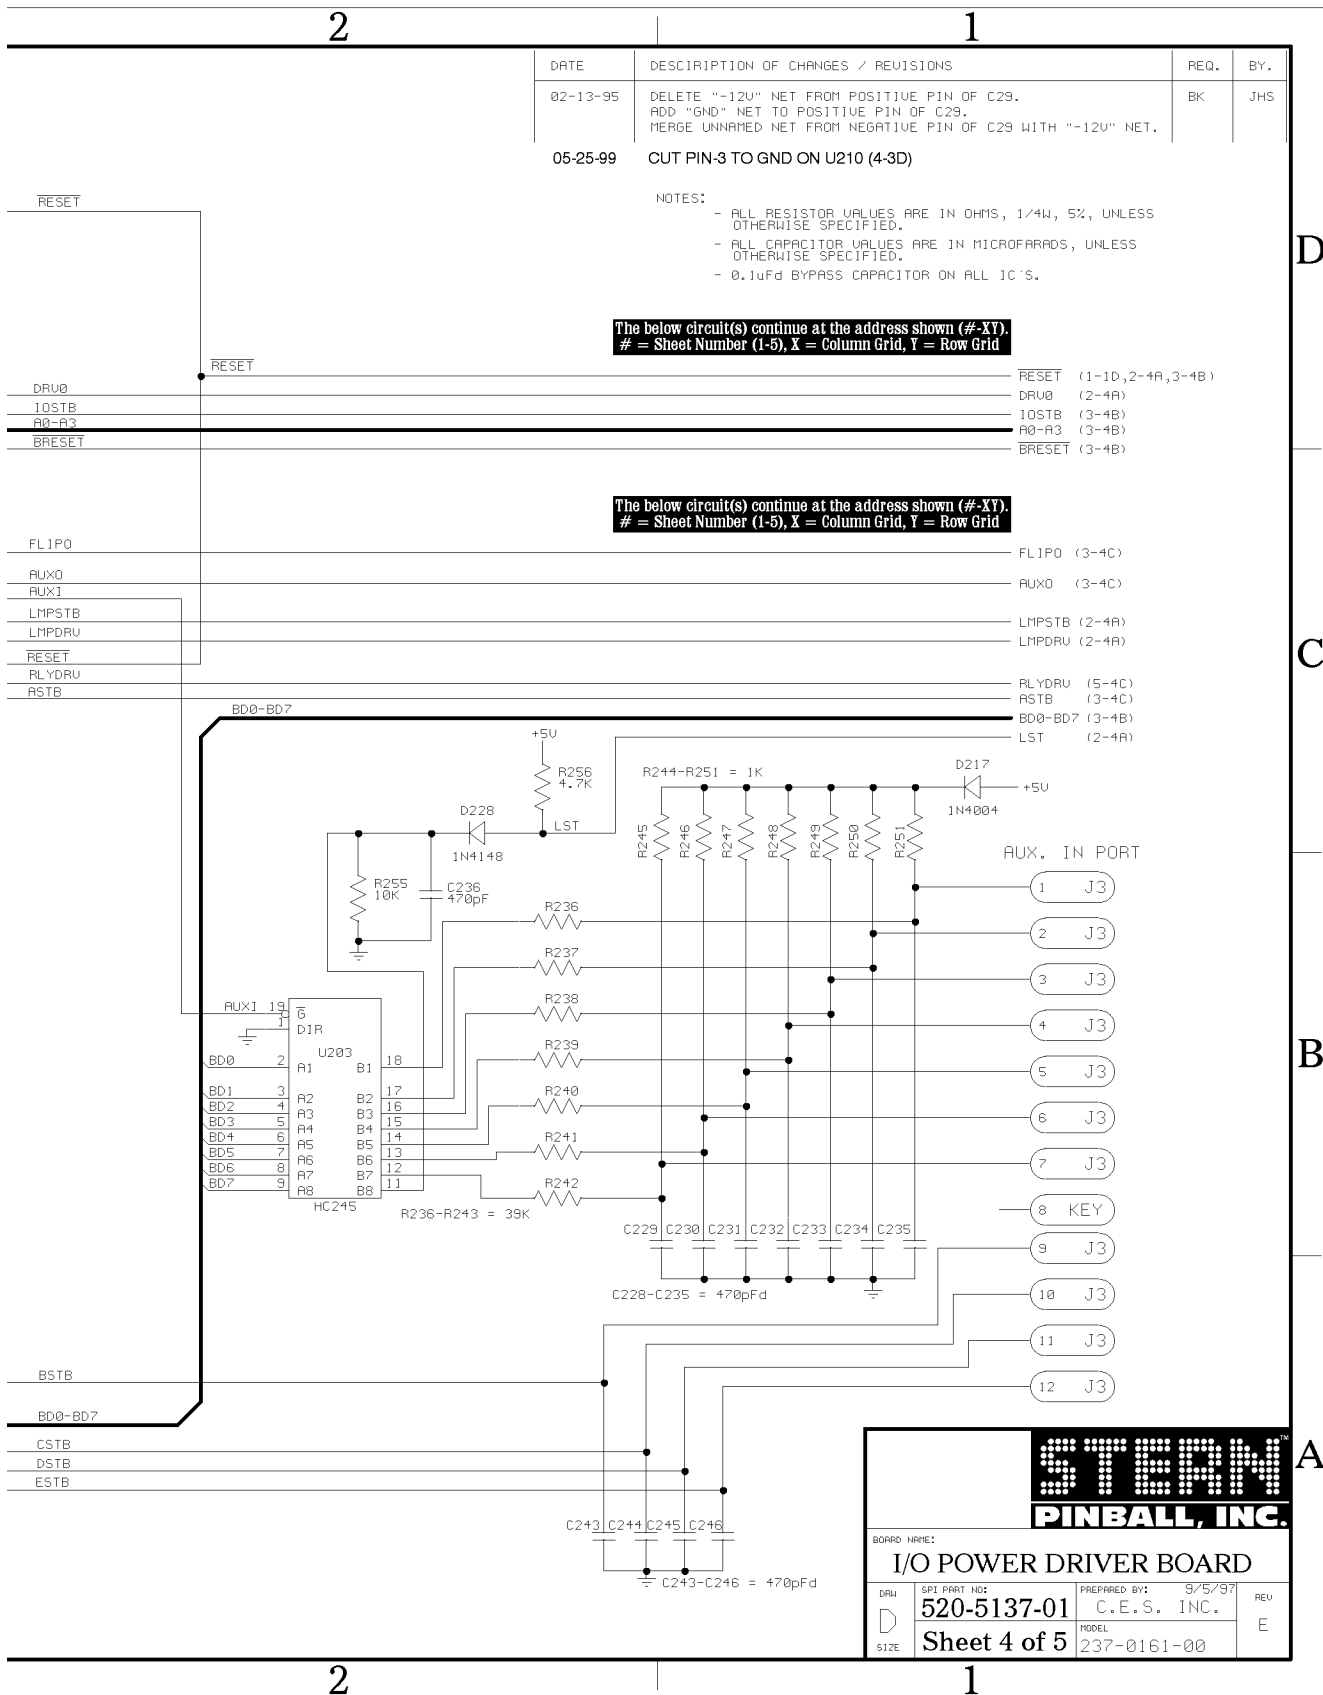 2 1
DATE DESCIRIPTION OF CHANGES / REVISIONS REQ. BY.
02-13-95 DELETE "-12V" NET FROM POSITIVE PIN OF C29. BK JHS
ADD "GND" NET TO POSITIVE PIN OF C29.
MERGE UNNAMED NET FROM NEGATIVE PIN OF C29 WITH "-12V" NET.
05-25-99 CUT PIN-3 TO GND ON U210 (4-3D)
NOTES:
- ALL RESISTOR VALUES ARE IN OHMS, 1/4W, 5%, UNLESS
OTHERWISE SPECIFIED.
- ALL CAPACITOR VALUES ARE IN MICROFARADS, UNLESS
OTHERWISE SPECIFIED.
- 0.1uFd BYPASS CAPACITOR ON ALL IC'S.
RESET
D
The below circuit(s) continue at the address shown (#-XY).
# = Sheet Number (1-5), X = Column Grid, Y = Row Grid
RESET
RESET (1-1D,2-4A,3-4B)
DRV0 DRV0 (2-4A)
IOSTB IOSTB (3-4B)
A0-A3 A0-A3 (3-4B)
BRESET BRESET (3-4B)
The below circuit(s) continue at the address shown (#-XY).
# = Sheet Number (1-5), X = Column Grid, Y = Row Grid
FLIPO FLIPO (3-4C)
AUXO AUXO (3-4C)
AUXI
LMPSTB LMPSTB (2-4A)
LMPDRV LMPDRV (2-4A)
RESET
C
RLYDRV RLYDRV (5-4C)
ASTB ASTB (3-4C)
BD0-BD7 BD0-BD7 (3-4B)
+5V LST (2-4A)
R256
4.7K
R244-R251 = 1K
D217
+5V
1N4004
D228
LST
1N4148
R245 R246 R247 R248 R249 R250 R251
AUX. IN PORT
R255
10K
C236
470pF
1 J3
R236
2 J3
R237
3 J3
R238
AUXI 19 G
1 DIR
4 J3
R239
U203
B
BD0 2 A1 B1 18
5 J3
R240
BD1 3 A2 B2 17
BD2 4 A3 B3 16
BD3 5 A4 B4 15
6 J3
BD4 6 A5 B5 14
R241
BD5 7 A6 B6 13
7 J3
BD6 8 A7 B7 12
BD7 9 A8 B8 11
R242
HC245
R236-R243 = 39K
8 KEY
C229 C230 C231 C232 C233 C234 C235
9 J3
C228-C235 = 470pFd
10 J3
11 J3
BSTB
12 J3
BD0-BD7
CSTB
DSTB
ESTB
A
C243 C244 C245 C246
C243-C246 = 470pFd
STERN™
PINBALL, INC.
BOARD NAME:
I/O POWER DRIVER BOARD
DRW D SIZE
SPI PART NO:
520-5137-01
PREPARED BY: 9/5/97
C.E.S. INC.
REV
E
Sheet 4 of 5
MODEL
237-0161-00
2 1